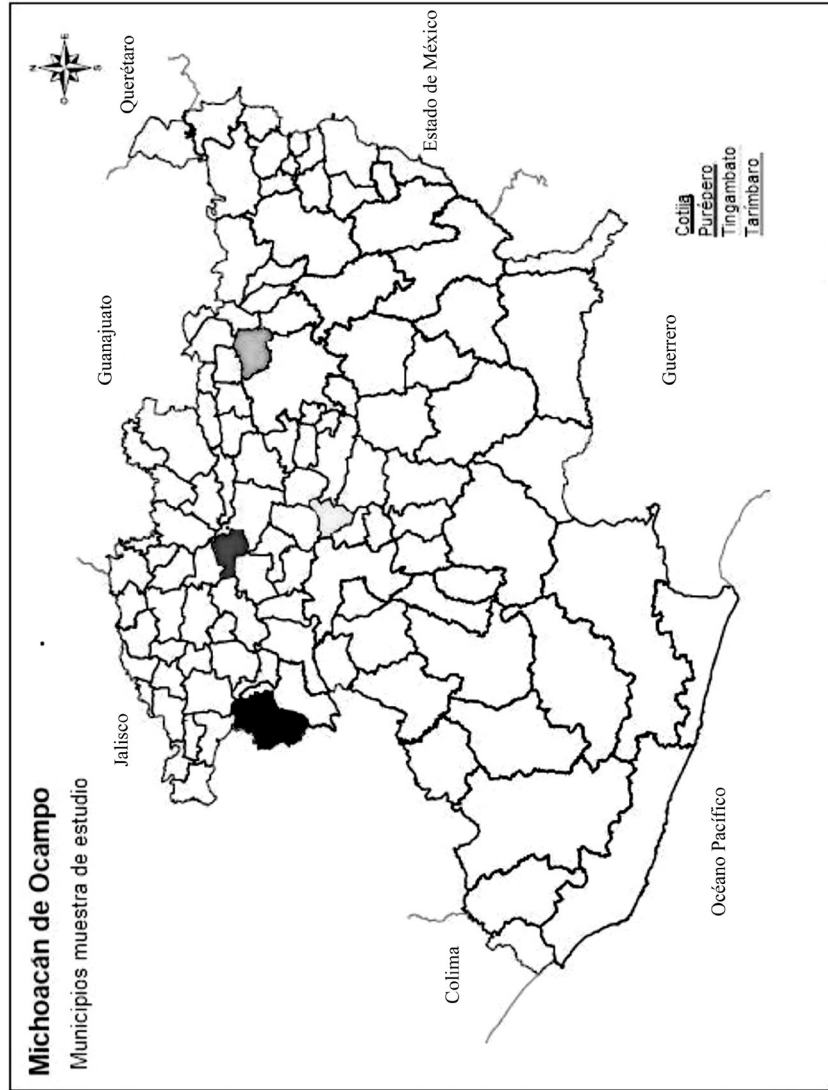 Michoacán de Ocampo
Municipios muestra de estudio
N
O
E
S
Querétaro
Guanajuato
Jalisco
Estado de México
Colima
Océano Pacífico
Guerrero
Cotija
Purépero
Tingambato
Tarímbaro